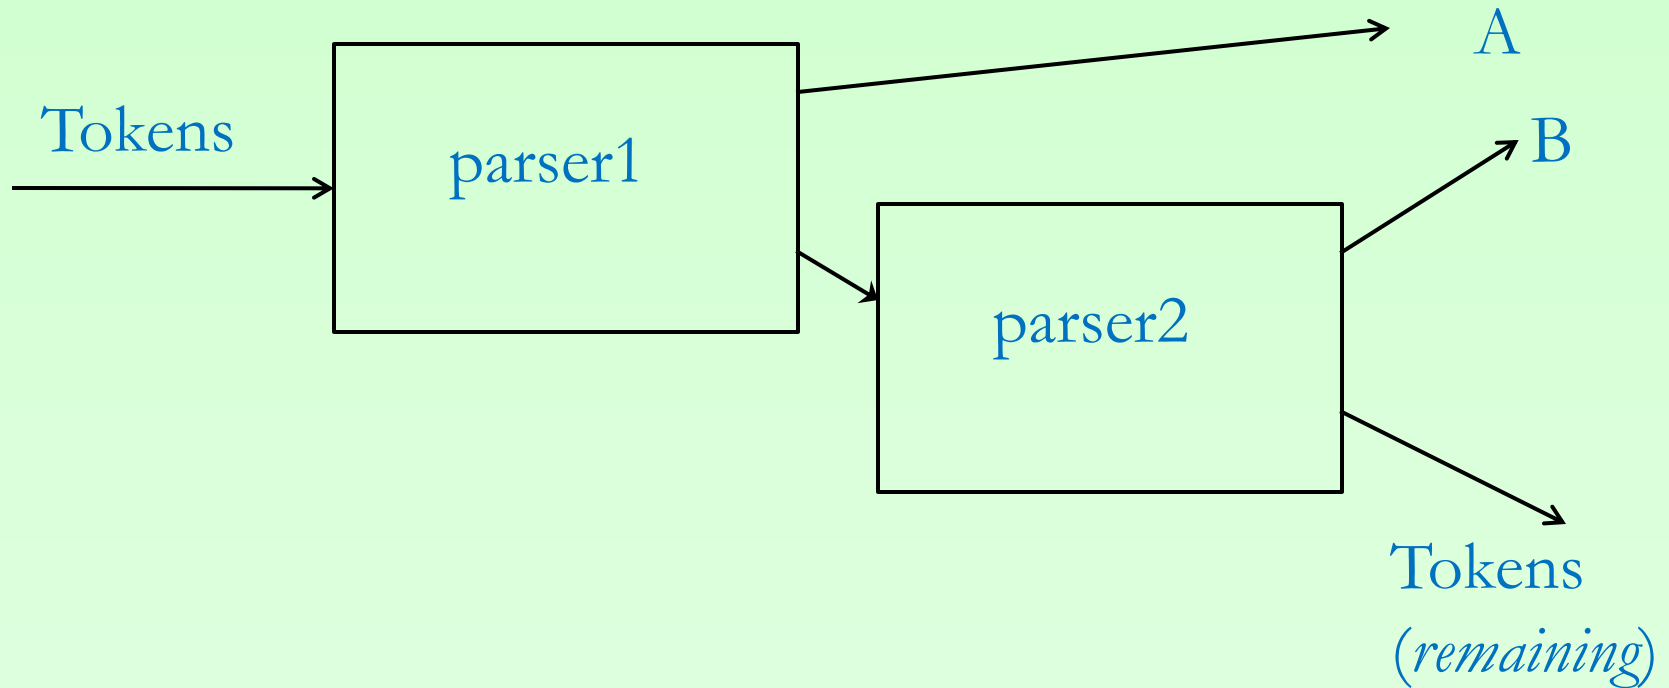 A
Tokens
parser1
B
parser2
Tokens
(remaining)